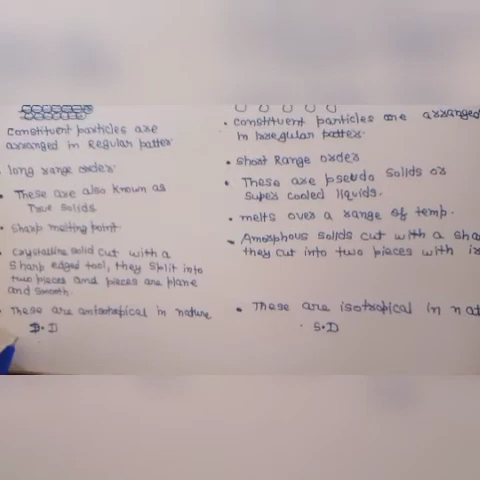 Constituent particles are
arranged in Regular patter
long range order.
These are also known as
True solids
Sharp melting point
Crystalline solid cut with a
Sharp edged tool, they split into
two pieces and pieces are plane
and smooth.
These are anisotropical in nature
D.D
constituent particles are arranged
in irregular patter.
short Range order
These are pseudo solids or
super cooled liquids.
melts over a range of temp.
Amorphous solids cut with a sha
they cut into two pieces with ir
These are isotropical in nat
S.D